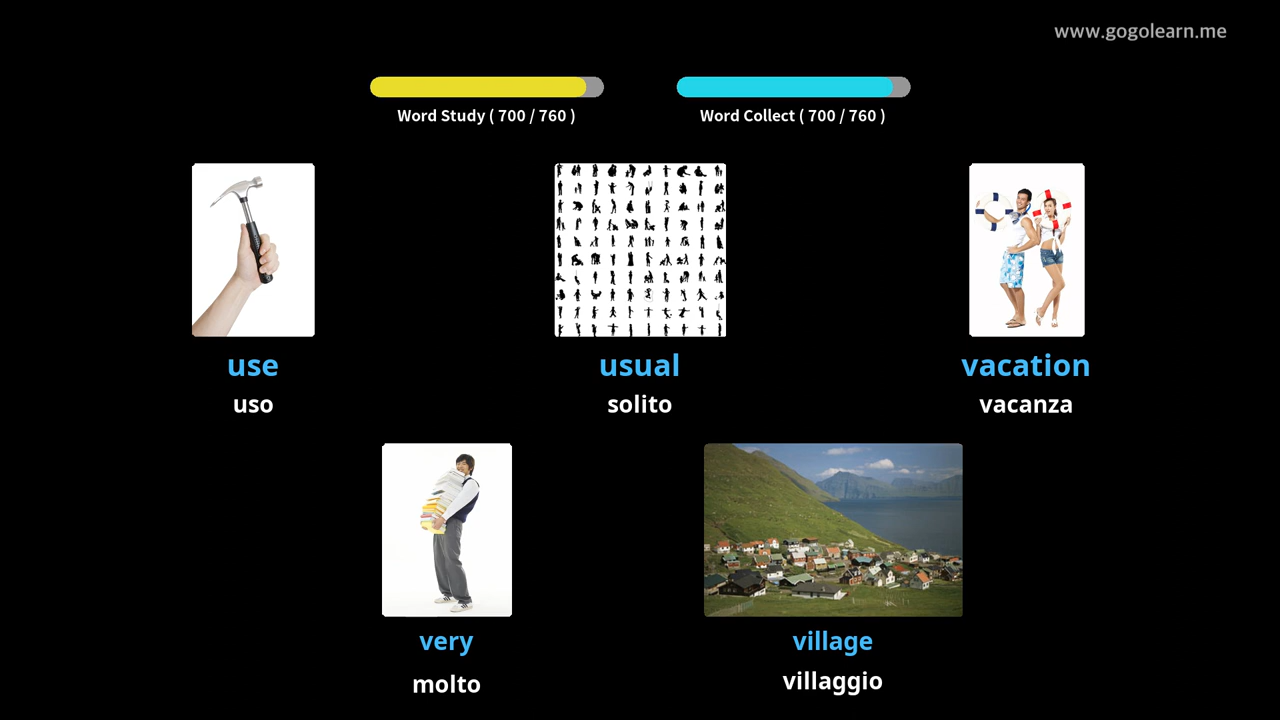 www.gogolearn.me
Word Study ( 700 / 760 )
Word Collect ( 700 / 760 )
use
uso
usual
solito
vacation
vacanza
very
molto
village
villaggio